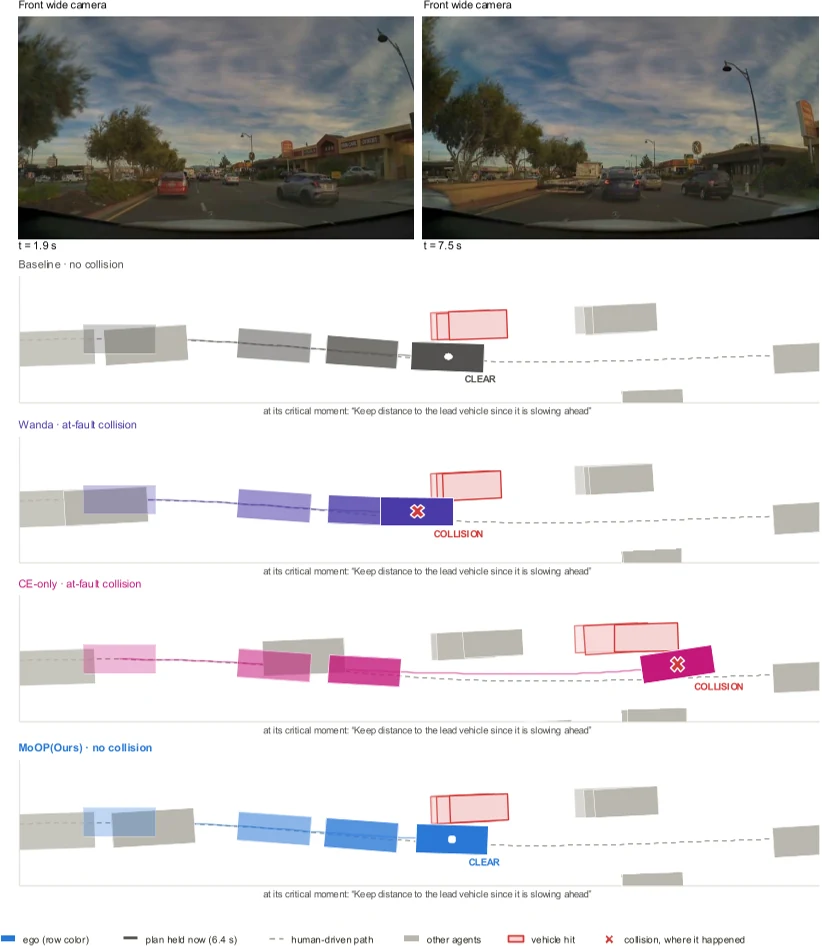 Front wide camera
Front wide camera
t = 1.9 s
t = 7.5 s
Baseline · no collision
CLEAR
at its critical moment: “Keep distance to the lead vehicle since it is slowing ahead”
Wanda · at-fault collision
COLLISION
at its critical moment: “Keep distance to the lead vehicle since it is slowing ahead”
CE-only · at-fault collision
COLLISION
at its critical moment: “Keep distance to the lead vehicle since it is slowing ahead”
MoOP(Ours) · no collision
CLEAR
at its critical moment: “Keep distance to the lead vehicle since it is slowing ahead”
ego (row color)
plan held now (6.4 s)
human-driven path
other agents
vehicle hit
collision, where it happened